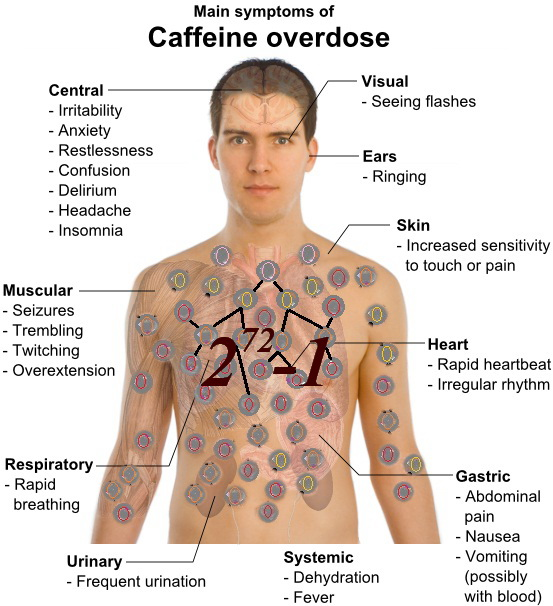 Main symptoms of
Caffeine overdose
Central
- Irritability
- Anxiety
- Restlessness
- Confusion
- Delirium
- Headache
- Insomnia
Visual
- Seeing flashes
Ears
- Ringing
Skin
- Increased sensitivity
to touch or pain
Muscular
- Seizures
- Trembling
- Twitching
- Overextension
2^72-1
Heart
- Rapid heartbeat
- Irregular rhythm
Respiratory
- Rapid
breathing
Gastric
- Abdominal
pain
- Nausea
- Vomiting
(possibly
with blood)
Urinary
- Frequent urination
Systemic
- Dehydration
- Fever